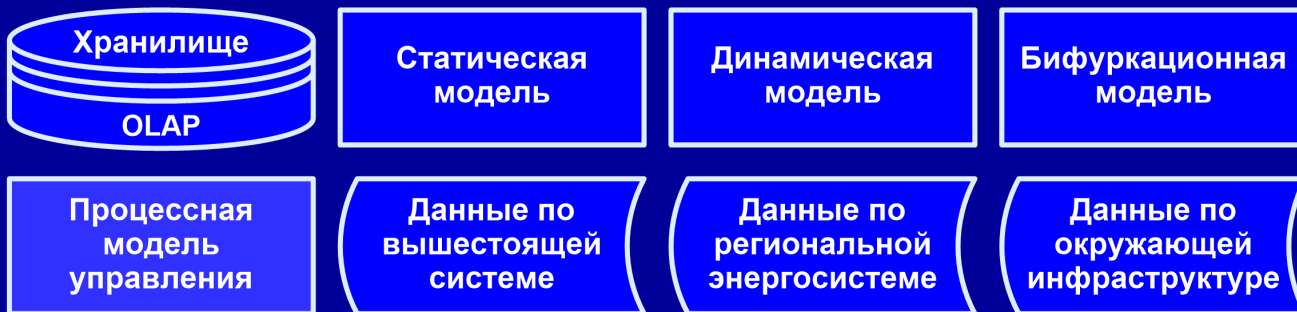 Хранилище
OLAP
Статическая
модель
Динамическая
модель
Бифуркационная
модель
Процессная
модель
управления
Данные по
вышестоящей
системе
Данные по
региональной
энергосистеме
Данные по
окружающей
инфраструктуре